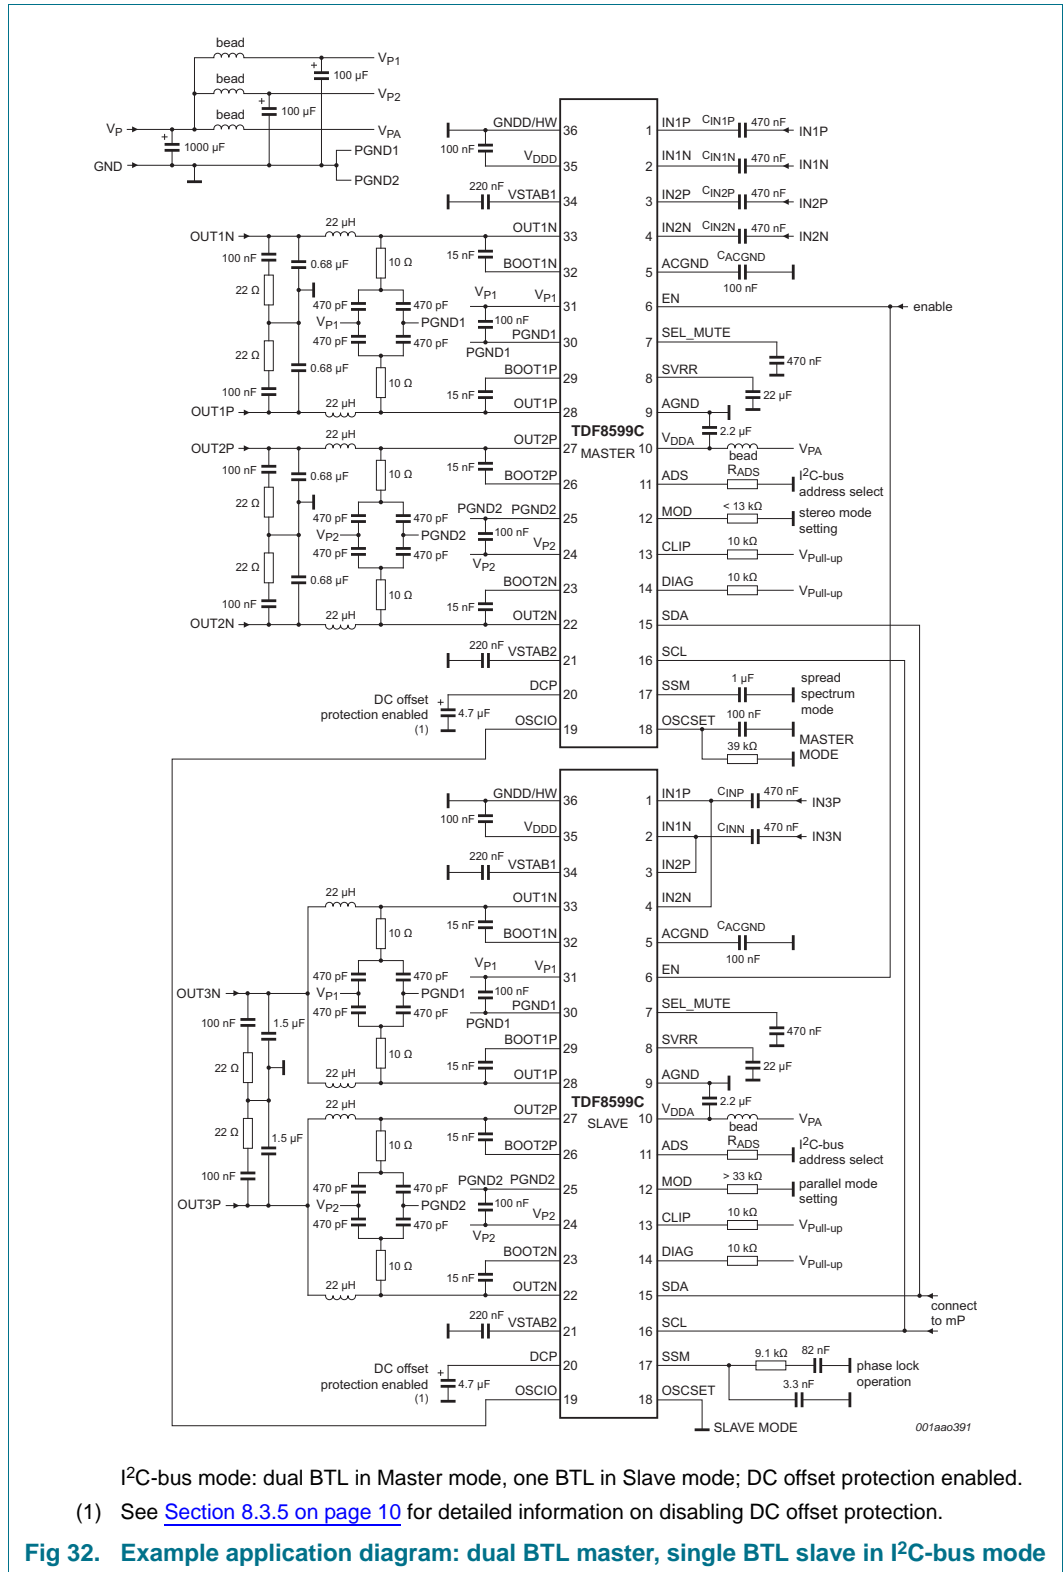 bead
VP1
100 µF
bead
VP2
100 µF
bead
VP
VPA
1000 µF
PGND1
GND
PGND2
GNDD/HW
36
100 nF
VDDD
35
220 nF
VSTAB1
34
22 µH
OUT1N
OUT1N
33
100 nF
0.68 µF
10 Ω
15 nF
BOOT1N
32
22 Ω
470 pF
470 pF
VP1
VP1
31
VP1
PGND1
100 nF
470 pF
470 pF
PGND1
PGND1
30
22 Ω
0.68 µF
10 Ω
BOOT1P
29
100 nF
15 nF
22 µH
OUT1P
OUT1P
28
22 µH
OUT2P
OUT2P
27
100 nF
0.68 µF
10 Ω
15 nF
BOOT2P
26
22 Ω
470 pF
470 pF
PGND2
PGND2
25
VP2
PGND2
100 nF
470 pF
470 pF
VP2
VP2
24
22 Ω
0.68 µF
10 Ω
BOOT2N
23
100 nF
15 nF
22 µH
OUT2N
OUT2N
22
220 nF
VSTAB2
21
DC offset
protection enabled
(1)
4.7 µF
DCP
20
OSCIO
19
TDF8599C
MASTER
1
IN1P
CIN1P
470 nF
IN1P
2
IN1N
CIN1N
470 nF
IN1N
3
IN2P
CIN2P
470 nF
IN2P
4
IN2N
CIN2N
470 nF
IN2N
5
ACGND
CACGND
100 nF
6
EN
enable
7
SEL_MUTE
470 nF
8
SVRR
22 µF
9
AGND
2.2 µF
10
VDDA
bead
VPA
11
ADS
RADS
I2C-bus
address select
12
MOD
< 13 kΩ
stereo mode
setting
13
CLIP
10 kΩ
VPull-up
14
DIAG
10 kΩ
VPull-up
15
SDA
16
SCL
17
SSM
1 µF
spread
spectrum
mode
18
OSCSET
100 nF
39 kΩ
MASTER
MODE
GNDD/HW
36
100 nF
VDDD
35
220 nF
VSTAB1
34
22 µH
OUT1N
33
10 Ω
15 nF
BOOT1N
32
470 pF
470 pF
VP1
VP1
31
OUT3N
VP1
PGND1
100 nF
470 pF
470 pF
PGND1
PGND1
30
100 nF
1.5 µF
10 Ω
BOOT1P
29
22 Ω
15 nF
22 µH
OUT1P
28
22 µH
OUT2P
27
22 Ω
1.5 µF
10 Ω
15 nF
BOOT2P
26
100 nF
470 pF
470 pF
PGND2
PGND2
25
OUT3P
VP2
PGND2
100 nF
470 pF
470 pF
VP2
VP2
24
10 Ω
BOOT2N
23
15 nF
22 µH
OUT2N
22
220 nF
VSTAB2
21
DC offset
protection enabled
(1)
4.7 µF
DCP
20
OSCIO
19
TDF8599C
SLAVE
1
IN1P
CINP
470 nF
IN3P
2
IN1N
CINN
470 nF
IN3N
3
IN2P
4
IN2N
5
ACGND
CACGND
100 nF
6
EN
7
SEL_MUTE
470 nF
8
SVRR
22 µF
9
AGND
2.2 µF
10
VDDA
bead
VPA
11
ADS
RADS
I2C-bus
address select
12
MOD
> 33 kΩ
parallel mode
setting
13
CLIP
10 kΩ
VPull-up
14
DIAG
10 kΩ
VPull-up
15
SDA
connect
to mP
16
SCL
17
SSM
9.1 kΩ
82 nF
3.3 nF
phase lock
operation
18
OSCSET
SLAVE MODE
001aao391
I2C-bus mode: dual BTL in Master mode, one BTL in Slave mode; DC offset protection enabled.
(1) See Section 8.3.5 on page 10 for detailed information on disabling DC offset protection.
Fig 32. Example application diagram: dual BTL master, single BTL slave in I2C-bus mode